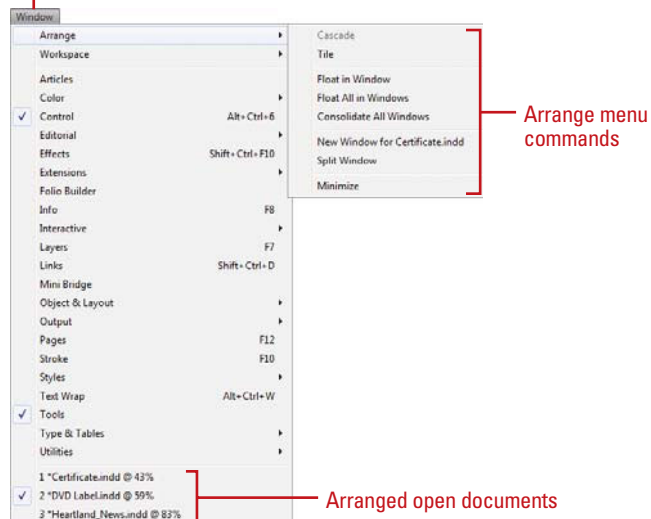 Window
Arrange
Workspace
Articles
Color
Control Alt+Ctrl+6
Editorial
Effects Shift+Ctrl+F10
Extensions
Folio Builder
Info F8
Interactive
Layers F7
Links Shift+Ctrl+D
Mini Bridge
Object & Layout
Output
Pages F12
Stroke F10
Styles
Text Wrap Alt+Ctrl+W
Tools
Type & Tables
Utilities
1 *Certificate.indd @ 43%
2 *DVD Label.indd @ 59%
3 *Heartland_News.indd @ 83%
Cascade
Tile
Float in Window
Float All in Windows
Consolidate All Windows
New Window for Certificate.indd
Split Window
Minimize
Arrange menu
commands
Arranged open documents